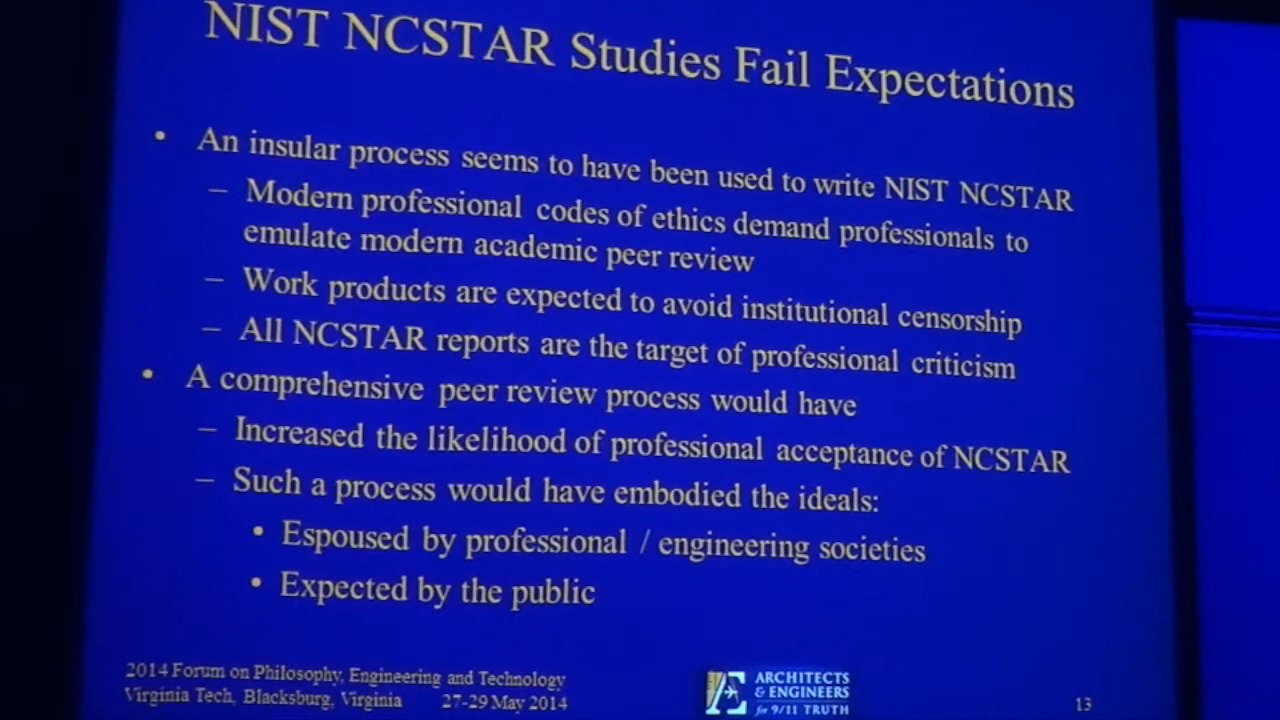 NIST NCSTAR Studies Fail Expectations
• An insular process seems to have been used to write NIST NCSTAR
– Modern professional codes of ethics demand professionals to
emulate modern academic peer review
– Work products are expected to avoid institutional censorship
– All NCSTAR reports are the target of professional criticism
• A comprehensive peer review process would have
– Increased the likelihood of professional acceptance of NCSTAR
– Such a process would have embodied the ideals:
• Espoused by professional / engineering societies
• Expected by the public
2014 Forum on Philosophy, Engineering and Technology
Virginia Tech, Blacksburg, Virginia 27-29 May 2014
AE
ARCHITECTS
& ENGINEERS
for 9/11 TRUTH
13